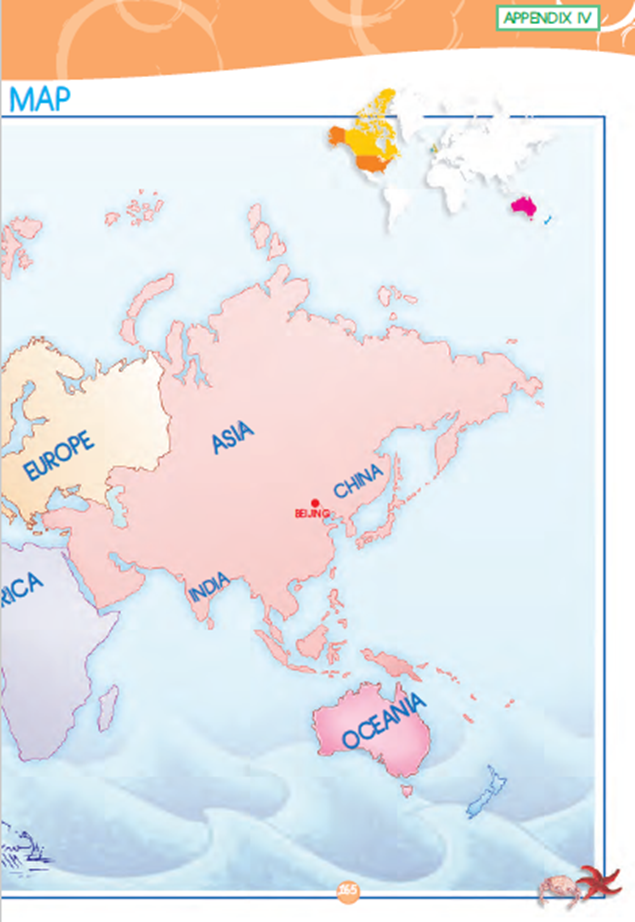 APPENDIX IV
MAP
EUROPE
ASIA
CHINA
BEIJING
INDIA
RICA
OCEANIA
165